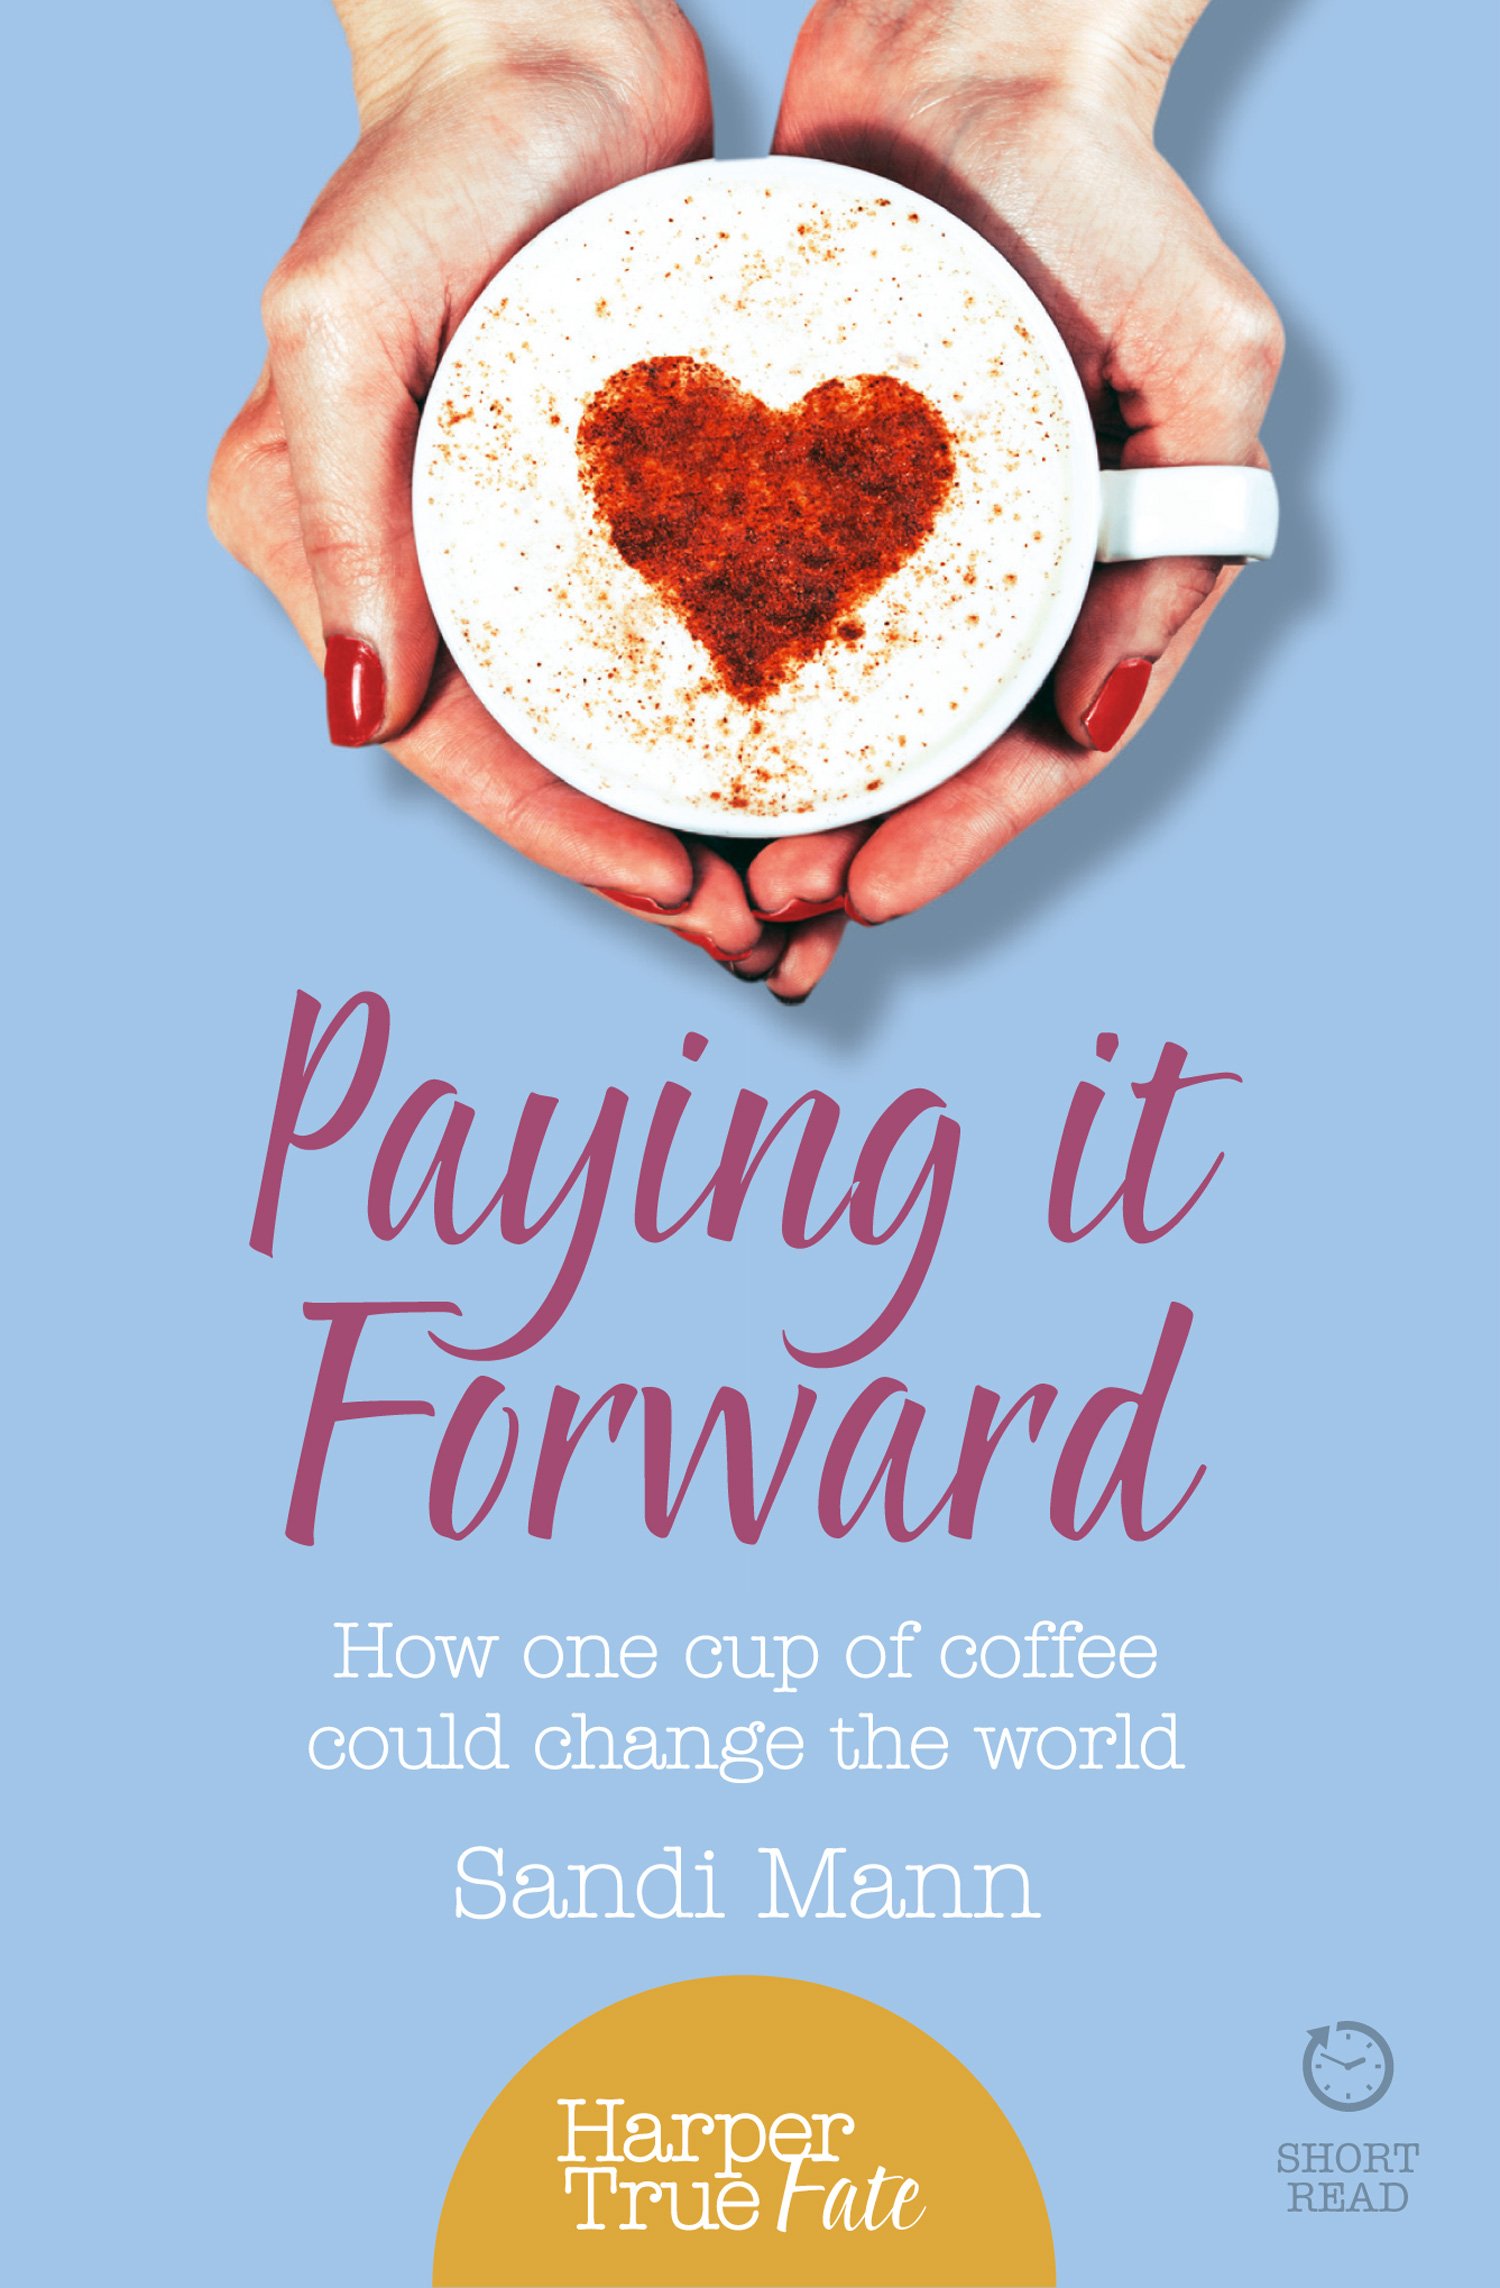 Paying it
Forward
How one cup of coffee
could change the world
Sandi Mann
Harper
True Fate
SHORT
READ